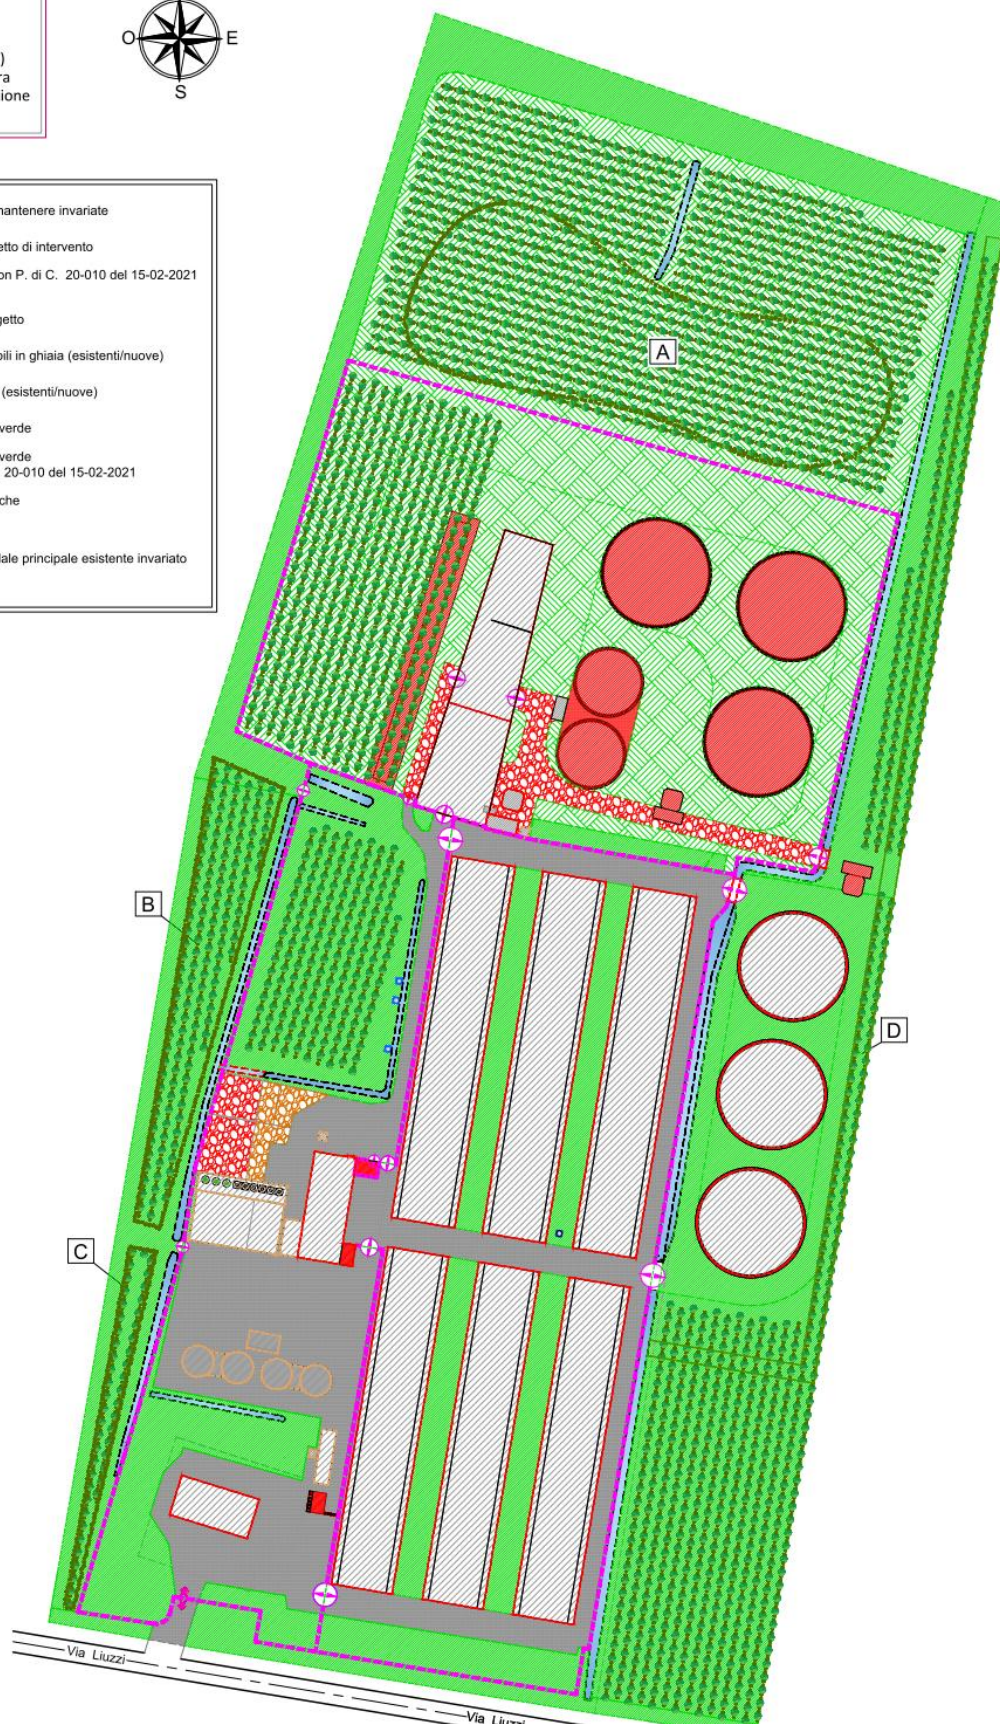 )
ra
ione
O
E
S
mantenere invariate
etto di intervento
on P. di C. 20-010 del 15-02-2021
getto
bili in ghiaia (esistenti/nuove)
(esistenti/nuove)
verde
verde
20-010 del 15-02-2021
che
dale principale esistente invariato
A
B
D
C
Via Liuzzi
Via Liuzzi